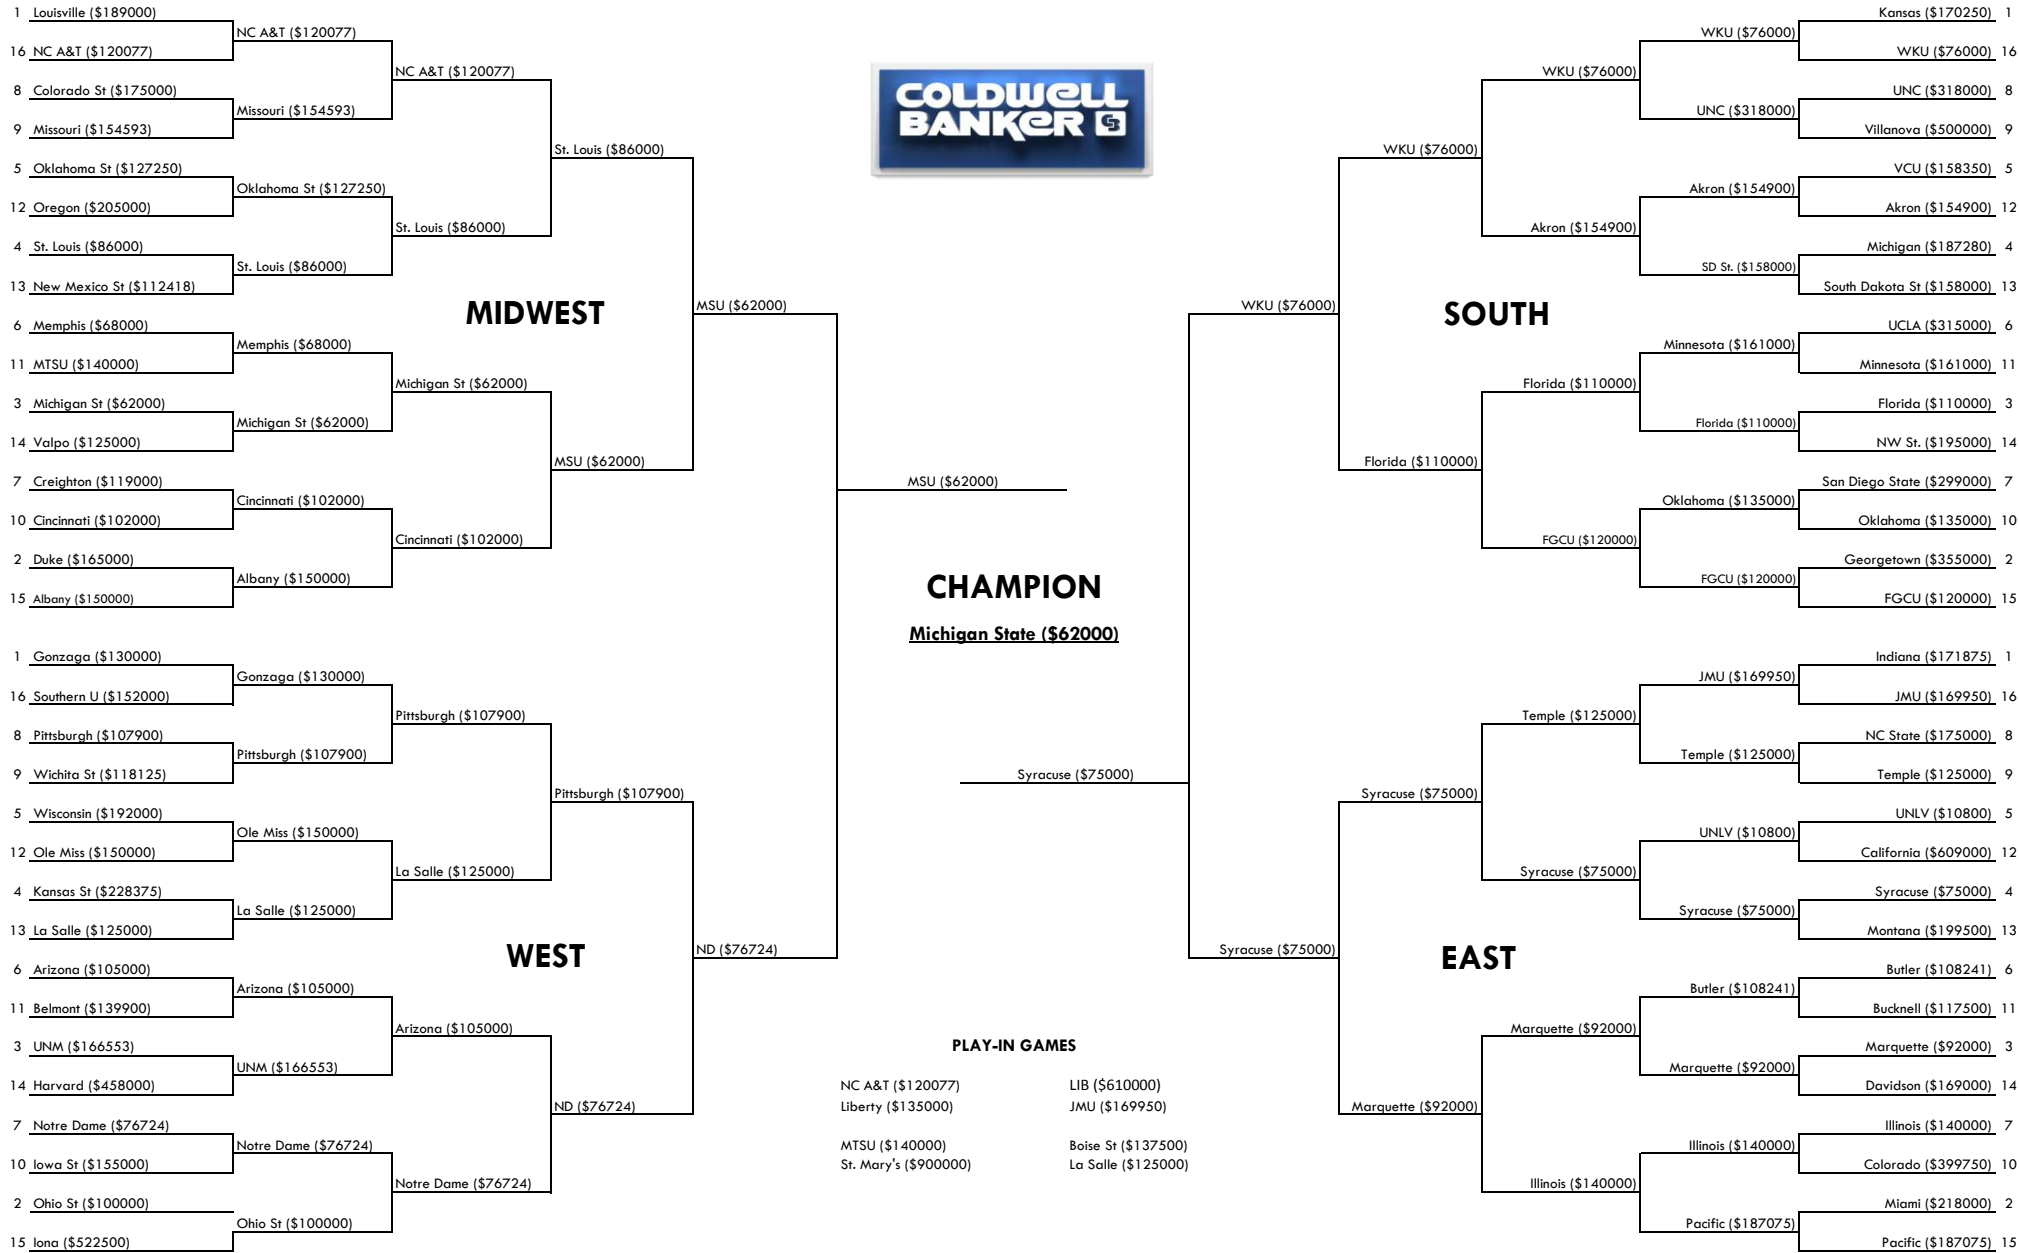 1 Louisville ($189000)
NC A&T ($120077)
16 NC A&T ($120077)
NC A&T ($120077)
8 Colorado St ($175000)
Missouri ($154593)
9 Missouri ($154593)
St. Louis ($86000)
5 Oklahoma St ($127250)
Oklahoma St ($127250)
12 Oregon ($205000)
St. Louis ($86000)
4 St. Louis ($86000)
St. Louis ($86000)
13 New Mexico St ($112418)
MIDWEST
MSU ($62000)
6 Memphis ($68000)
Memphis ($68000)
11 MTSU ($140000)
Michigan St ($62000)
3 Michigan St ($62000)
Michigan St ($62000)
14 Valpo ($125000)
MSU ($62000)
7 Creighton ($119000)
Cincinnati ($102000)
10 Cincinnati ($102000)
Cincinnati ($102000)
2 Duke ($165000)
Albany ($150000)
15 Albany ($150000)
1 Gonzaga ($130000)
Gonzaga ($130000)
16 Southern U ($152000)
Pittsburgh ($107900)
8 Pittsburgh ($107900)
Pittsburgh ($107900)
9 Wichita St ($118125)
Pittsburgh ($107900)
5 Wisconsin ($192000)
Ole Miss ($150000)
12 Ole Miss ($150000)
La Salle ($125000)
4 Kansas St ($228375)
La Salle ($125000)
13 La Salle ($125000)
WEST
ND ($76724)
6 Arizona ($105000)
Arizona ($105000)
11 Belmont ($139900)
Arizona ($105000)
3 UNM ($166553)
UNM ($166553)
14 Harvard ($458000)
ND ($76724)
7 Notre Dame ($76724)
Notre Dame ($76724)
10 Iowa St ($155000)
Notre Dame ($76724)
2 Ohio St ($100000)
Ohio St ($100000)
15 Iona ($522500)
COLDWELL
BANKER CB
MSU ($62000)
CHAMPION
Michigan State ($62000)
Syracuse ($75000)
PLAY-IN GAMES
NC A&T ($120077) LIB ($610000)
Liberty ($135000) JMU ($169950)
MTSU ($140000) Boise St ($137500)
St. Mary's ($900000) La Salle ($125000)
Kansas ($170250) 1
WKU ($76000)
WKU ($76000) 16
WKU ($76000)
UNC ($318000) 8
UNC ($318000)
Villanova ($500000) 9
WKU ($76000)
VCU ($158350) 5
Akron ($154900)
Akron ($154900) 12
Akron ($154900)
Michigan ($187280) 4
SD St. ($158000)
South Dakota St ($158000) 13
WKU ($76000)
SOUTH
UCLA ($315000) 6
Minnesota ($161000)
Minnesota ($161000) 11
Florida ($110000)
Florida ($110000) 3
Florida ($110000)
NW St. ($195000) 14
Florida ($110000)
San Diego State ($299000) 7
Oklahoma ($135000)
Oklahoma ($135000) 10
FGCU ($120000)
Georgetown ($355000) 2
FGCU ($120000)
FGCU ($120000) 15
Indiana ($171875) 1
JMU ($169950)
JMU ($169950) 16
Temple ($125000)
NC State ($175000) 8
Temple ($125000)
Temple ($125000) 9
Syracuse ($75000)
UNLV ($10800) 5
UNLV ($10800)
California ($609000) 12
Syracuse ($75000)
Syracuse ($75000) 4
Syracuse ($75000)
Montana ($199500) 13
Syracuse ($75000)
EAST
Butler ($108241) 6
Butler ($108241)
Bucknell ($117500) 11
Marquette ($92000)
Marquette ($92000) 3
Marquette ($92000)
Davidson ($169000) 14
Marquette ($92000)
Illinois ($140000) 7
Illinois ($140000)
Colorado ($399750) 10
Illinois ($140000)
Miami ($218000) 2
Pacific ($187075)
Pacific ($187075) 15